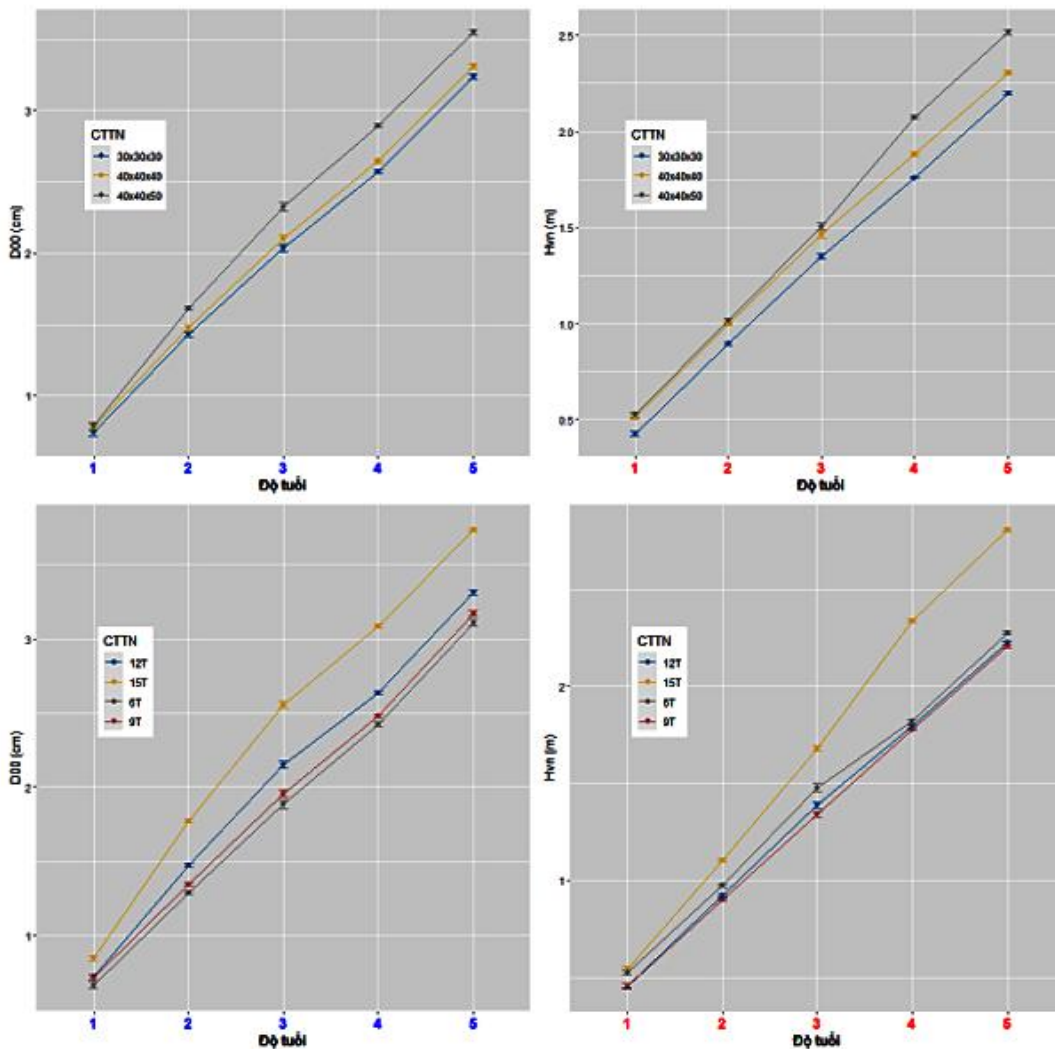 D00 (cm)
3
2
1
CTTN
30x30x30
40x40x40
40x40x50
1 2 3 4 5
Độ tuổi
Hvn (m)
2.5
2.0
1.5
1.0
0.5
CTTN
30x30x30
40x40x40
40x40x50
1 2 3 4 5
Độ tuổi
D00 (cm)
3
2
1
CTTN
12T
15T
6T
9T
1 2 3 4 5
Độ tuổi
Hvn (m)
2
1
CTTN
12T
15T
6T
9T
1 2 3 4 5
Độ tuổi